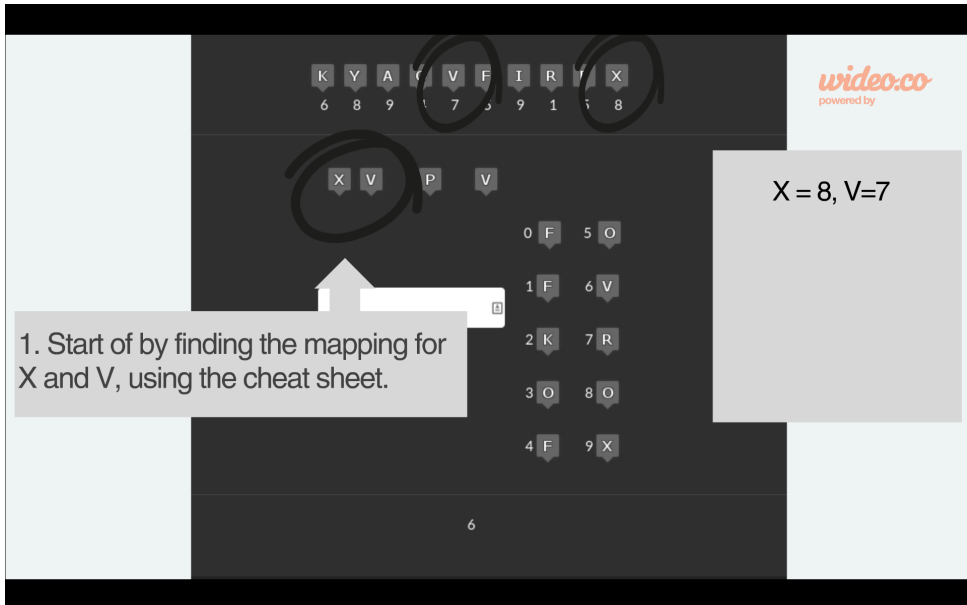 wideo.co
powered by
K Y A V F I R X
6 8 9 7 9 1 8
X V P V
X = 8, V=7
0 F 5 O
1 F 6 V
1. Start of by finding the mapping for
X and V, using the cheat sheet.
2 K 7 R
3 O 8 O
4 F 9 X
6